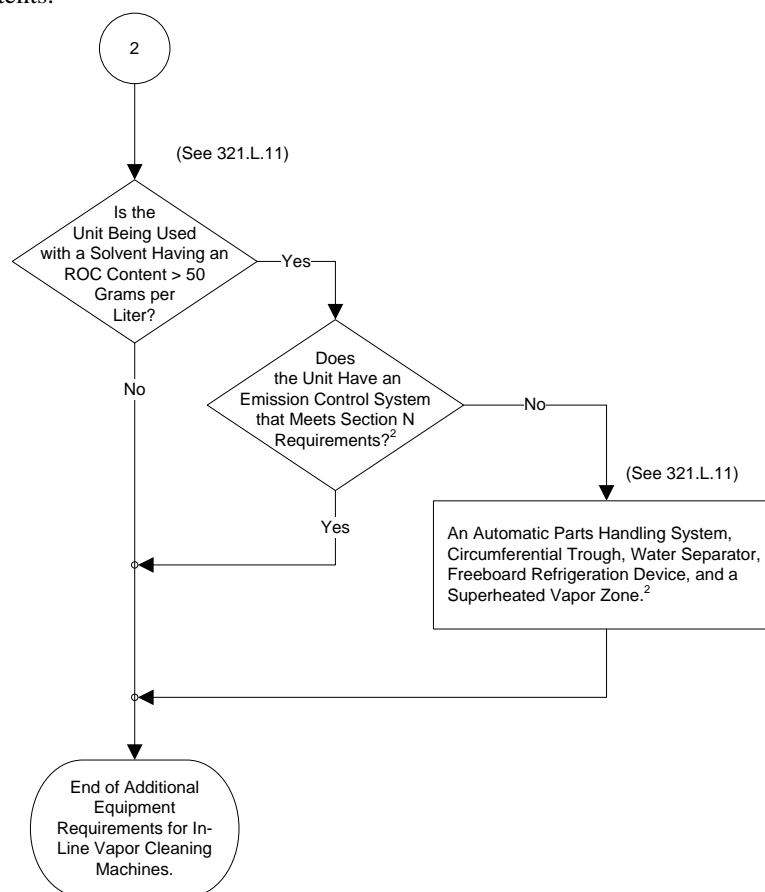 2
(See 321.L.11)
Is the
Unit Being Used
with a Solvent Having an
ROC Content > 50
Grams per
Liter?
Yes
No
Does
the Unit Have an
Emission Control System
that Meets Section N
Requirements?2
No
Yes
(See 321.L.11)
An Automatic Parts Handling System,
Circumferential Trough, Water Separator,
Freeboard Refrigeration Device, and a
Superheated Vapor Zone.2
End of Additional
Equipment
Requirements for In-
Line Vapor Cleaning
Machines.